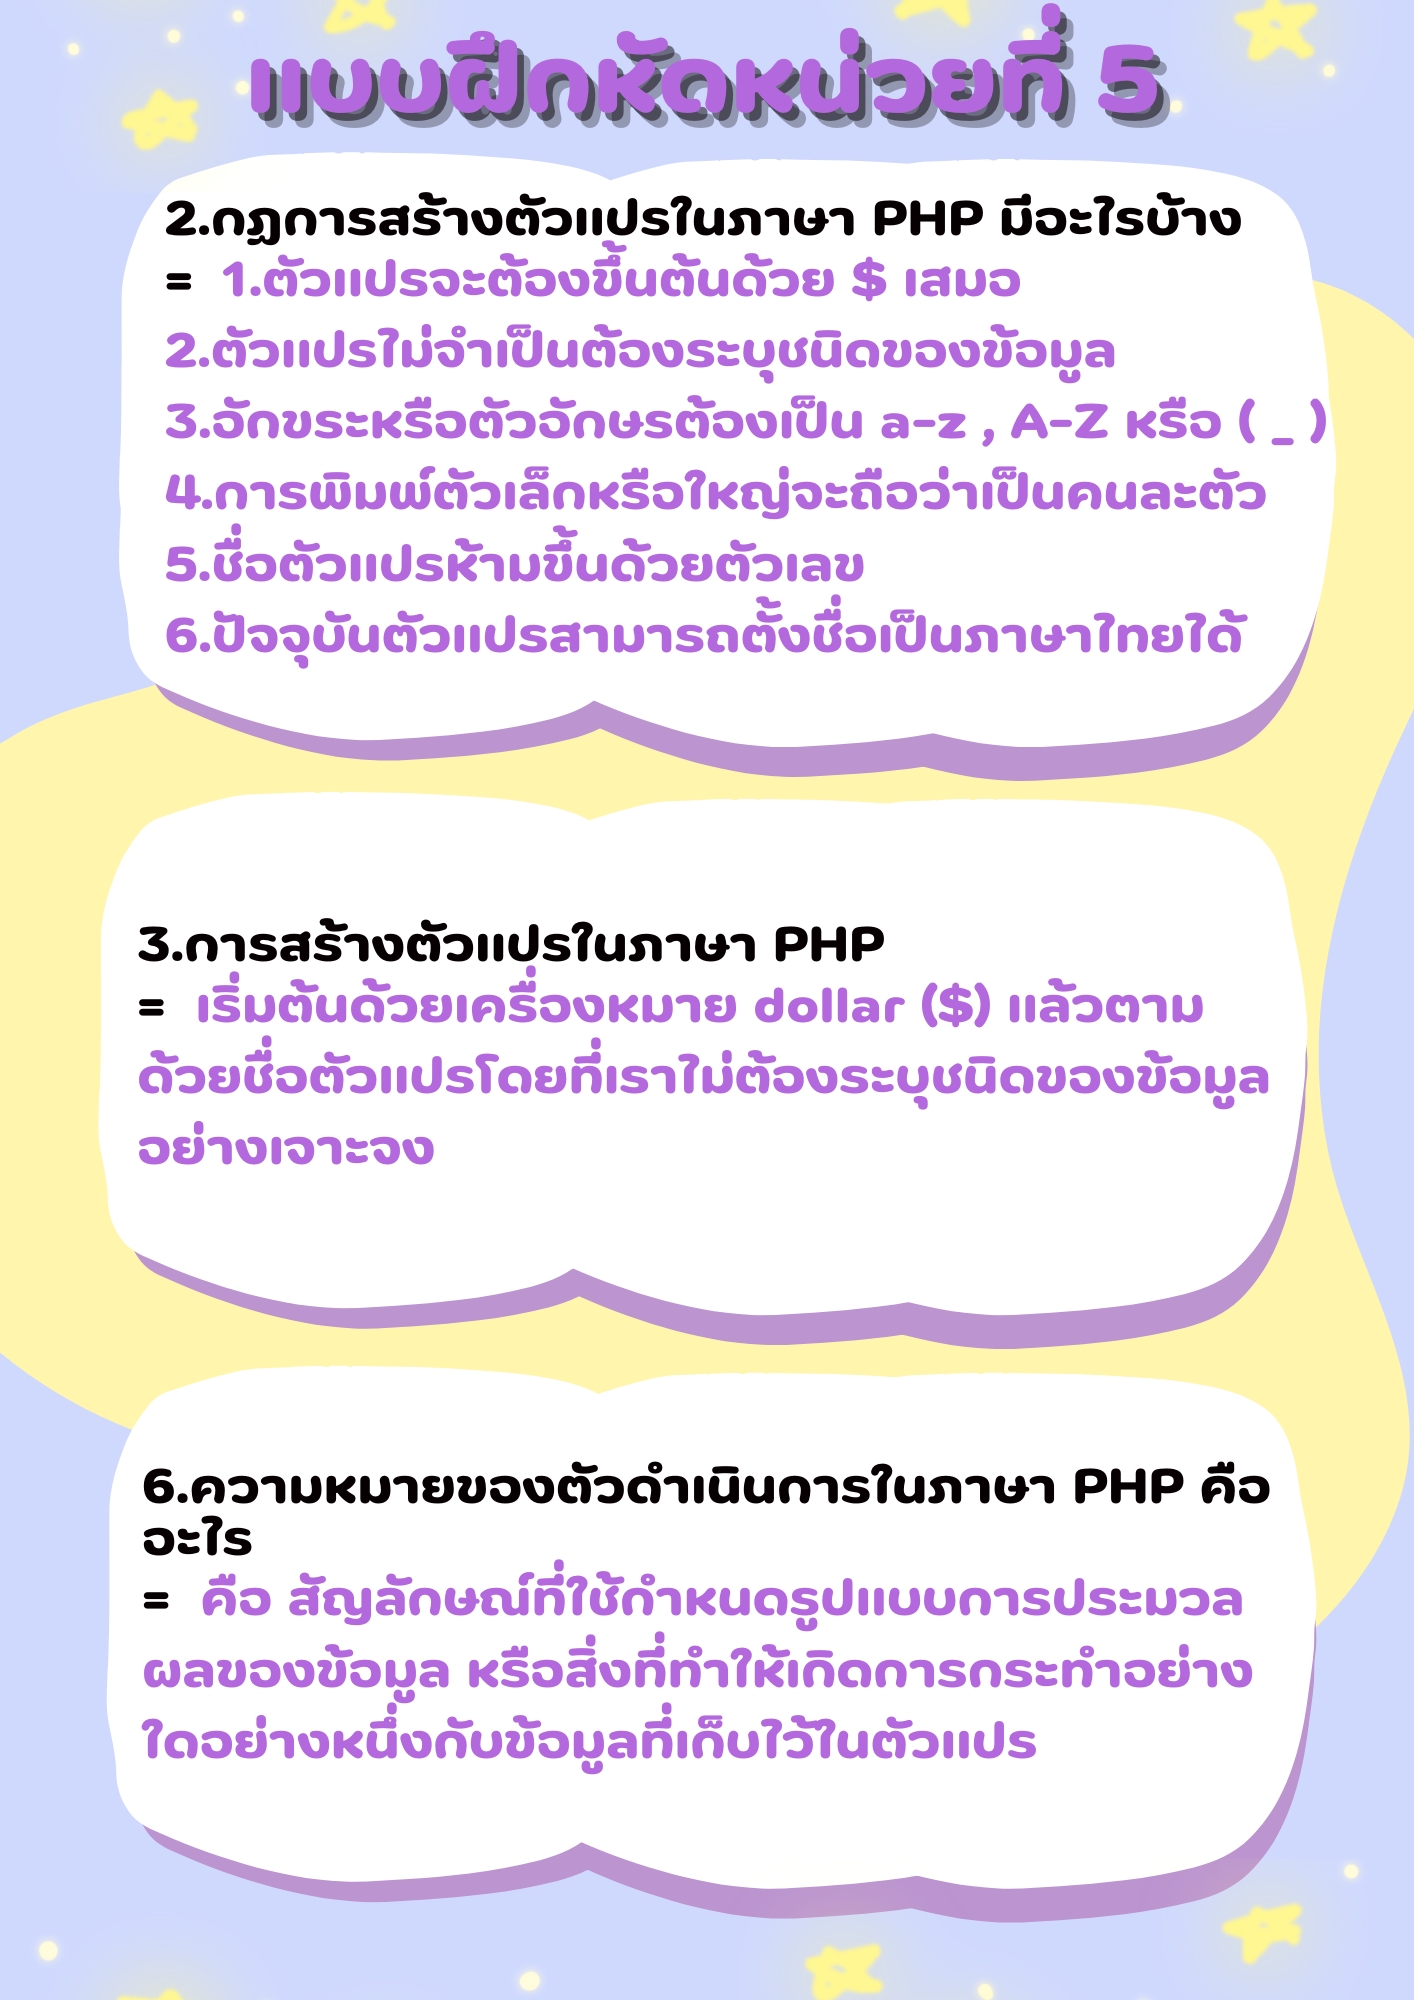 แบบฝึกหัดหน่วยที่ 5
2.กฏการสร้างตัวแปรในภาษา PHP มีอะไรบ้าง
= 1.ตัวแปรจะต้องขึ้นต้นด้วย $ เสมอ
2.ตัวแปรไม่จำเป็นต้องระบุชนิดของข้อมูล
3.อักขระหรือตัวอักษรต้องเป็น a-z , A-Z หรือ ( _ )
4.การพิมพ์ตัวเล็กหรือใหญ่จะถือว่าเป็นคนละตัว
5.ชื่อตัวแปรห้ามขึ้นด้วยตัวเลข
6.ปัจจุบันตัวแปรสามารถตั้งชื่อเป็นภาษาไทยได้
3.การสร้างตัวแปรในภาษา PHP
= เริ่มต้นด้วยเครื่องหมาย dollar ($) แล้วตาม
ด้วยชื่อตัวแปรโดยที่เราไม่ต้องระบุชนิดของข้อมูล
อย่างเจาะจง
6.ความหมายของตัวดำเนินการในภาษา PHP คือ
อะไร
= คือ สัญลักษณ์ที่ใช้กำหนดรูปแบบการประมวล
ผลของข้อมูล หรือสิ่งที่ทำให้เกิดการกระทำอย่าง
ใดอย่างหนึ่งกับข้อมูลที่เก็บไว้ในตัวแปร